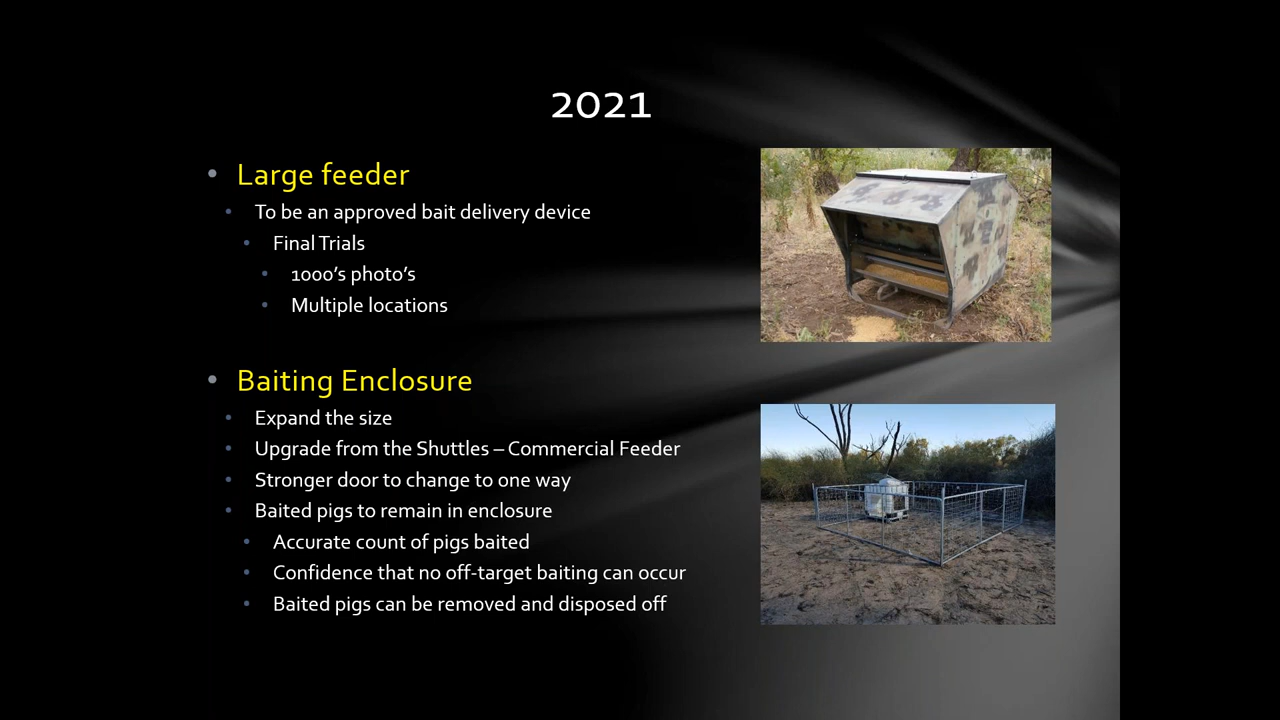 2021
Large feeder
To be an approved bait delivery device
Final Trials
1000's photo's
Multiple locations
Baiting Enclosure
Expand the size
Upgrade from the Shuttles – Commercial Feeder
Stronger door to change to one way
Baited pigs to remain in enclosure
Accurate count of pigs baited
Confidence that no off-target baiting can occur
Baited pigs can be removed and disposed off